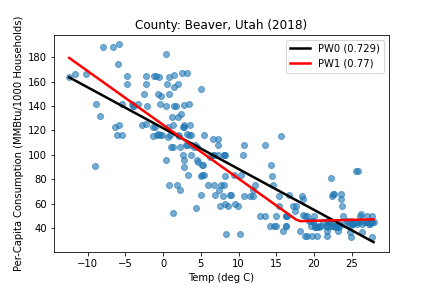 County: Beaver, Utah (2018)
PW0 (0.729)
PW1 (0.77)
Per-Capita Consumption (MMBtu/1000 Households)
180
160
140
120
100
80
60
40
−10 −5 0 5 10 15 20 25
Temp (deg C)